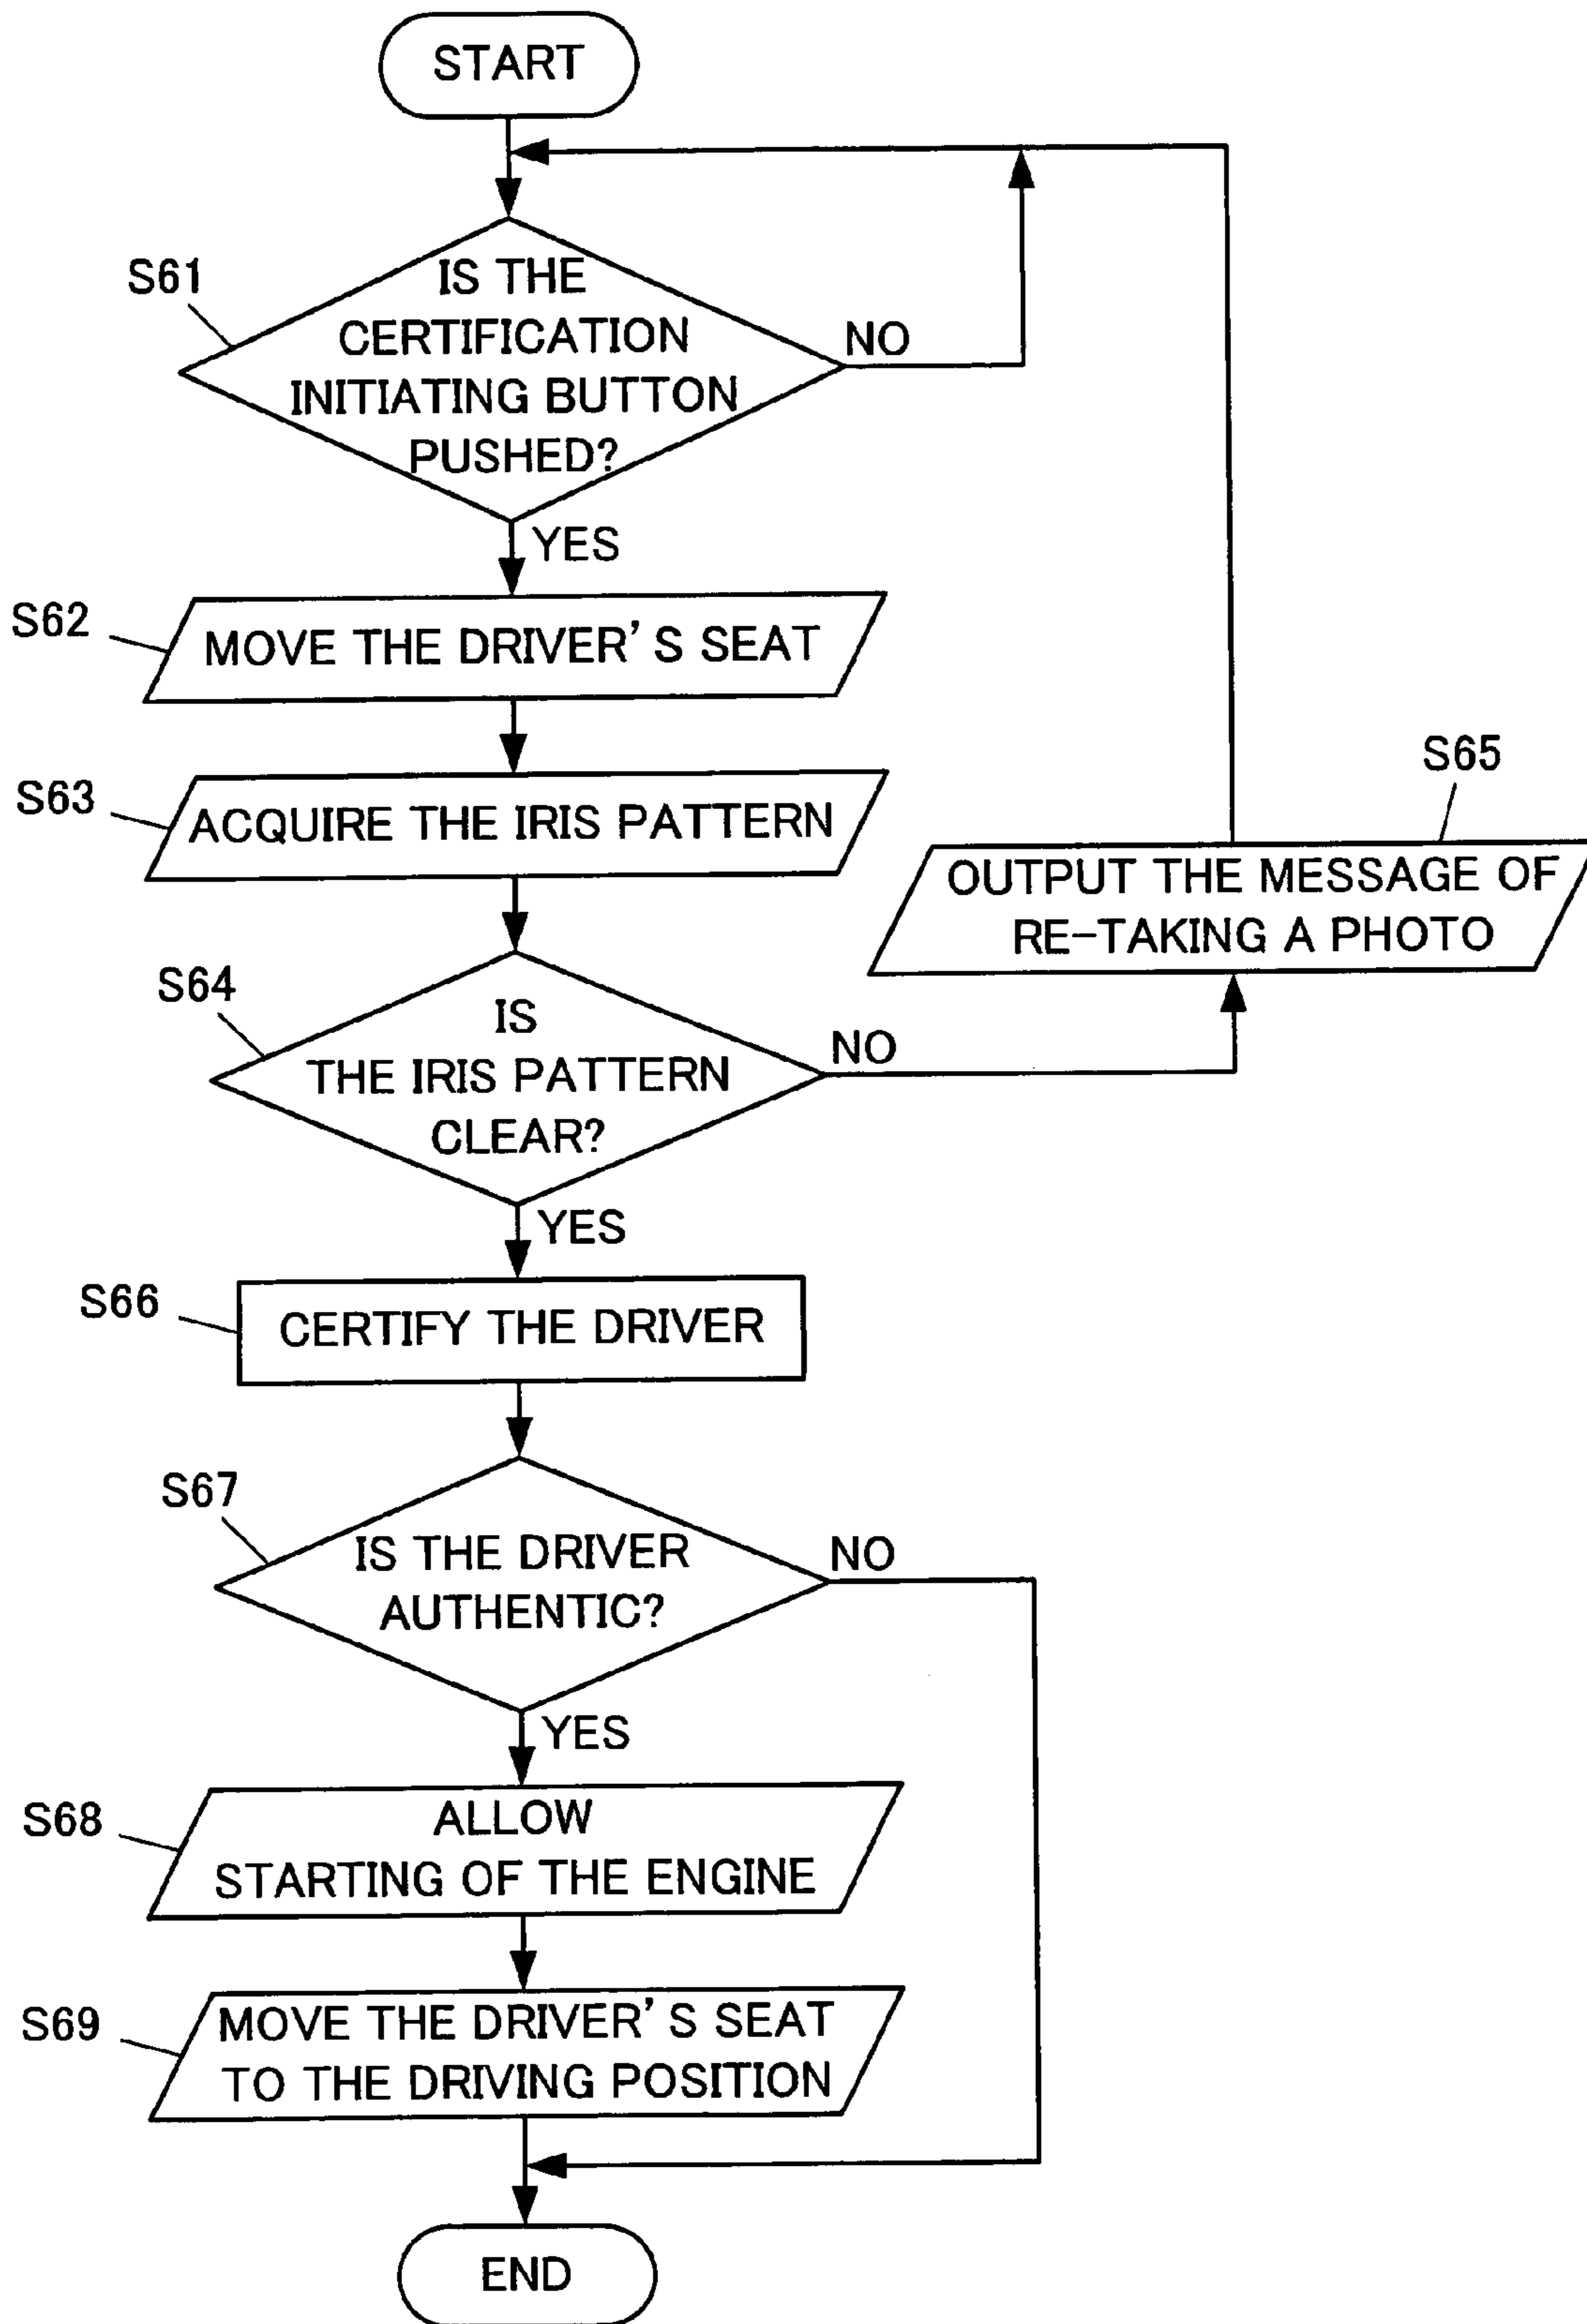 START
S61
IS THE
CERTIFICATION
INITIATING BUTTON
PUSHED?
NO
YES
S62
MOVE THE DRIVER'S SEAT
S63
ACQUIRE THE IRIS PATTERN
S65
OUTPUT THE MESSAGE OF
RE-TAKING A PHOTO
S64
IS
THE IRIS PATTERN
CLEAR?
NO
YES
S66
CERTIFY THE DRIVER
S67
IS THE DRIVER
AUTHENTIC?
NO
YES
S68
ALLOW
STARTING OF THE ENGINE
S69
MOVE THE DRIVER'S SEAT
TO THE DRIVING POSITION
END